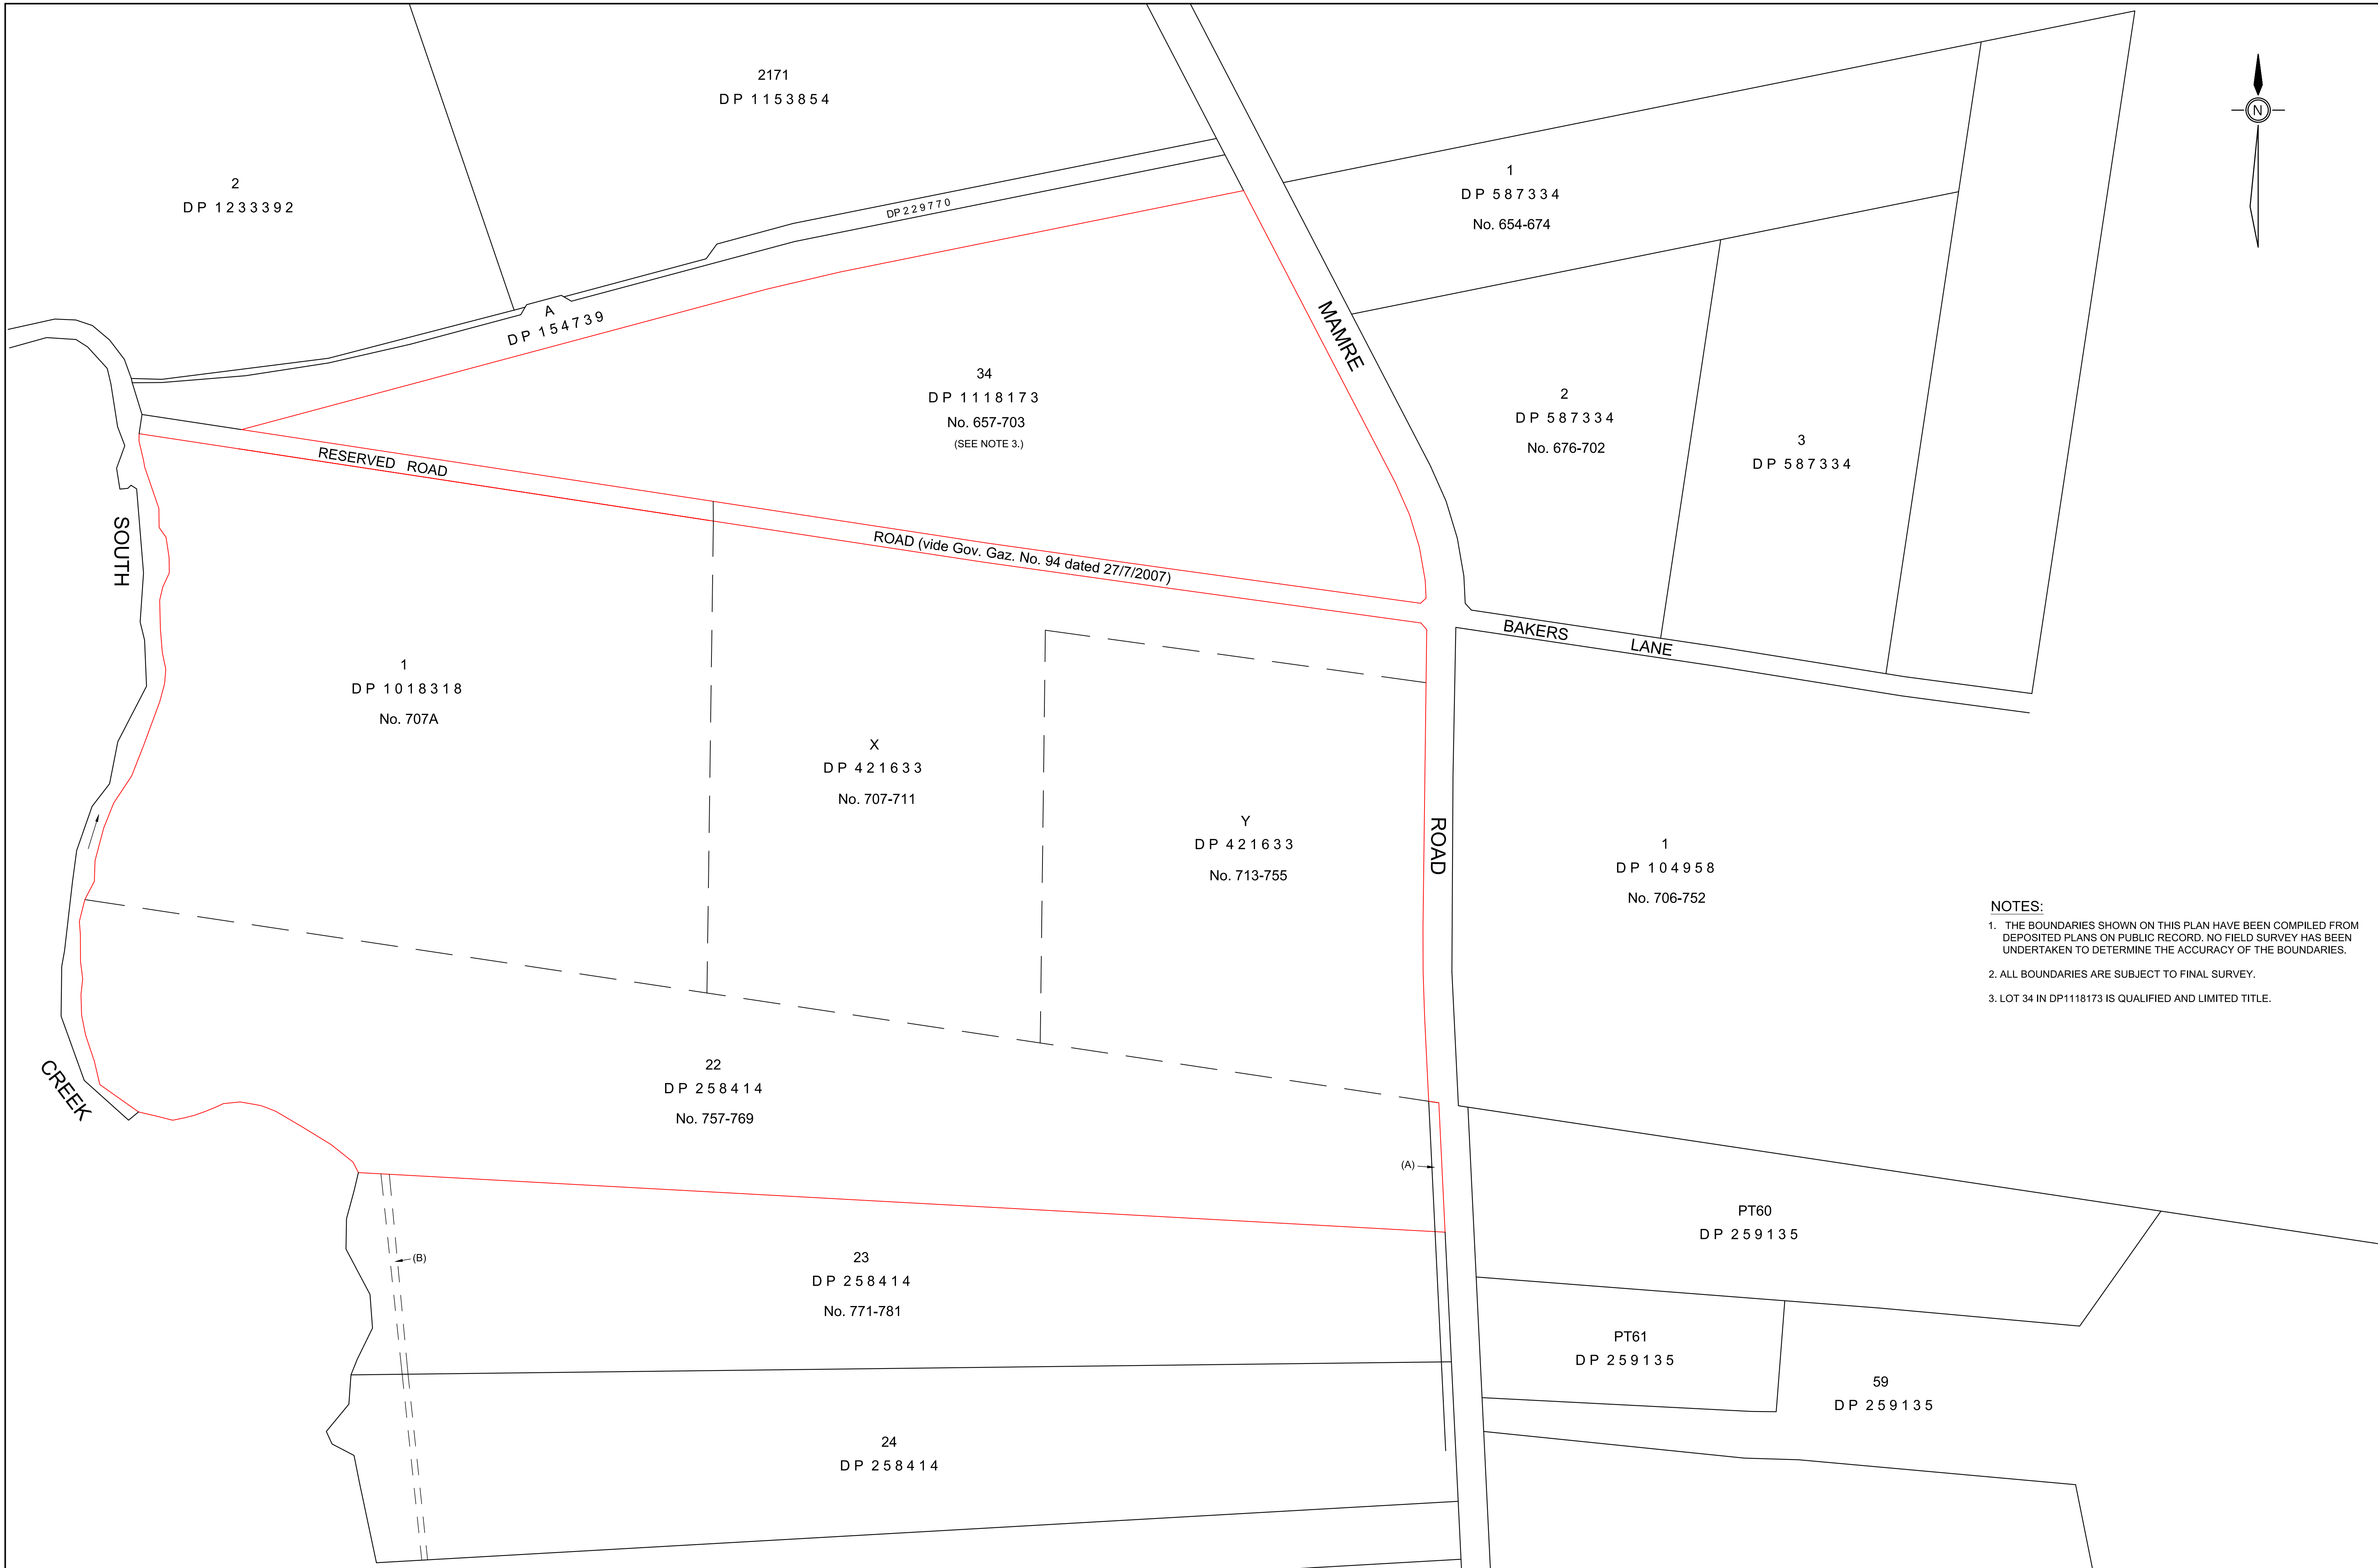 2171
DP 1153854
N
2
DP 1233392
1
DP 587334
No. 654-674
DP229770
A
DP 154739
MAMRE
34
DP 1118173
No. 657-703
(SEE NOTE 3.)
2
DP 587334
No. 676-702
3
DP 587334
RESERVED ROAD
SOUTH
ROAD (vide Gov. Gaz. No. 94 dated 27/7/2007)
BAKERS LANE
1
DP 1018318
No. 707A
X
DP 421633
No. 707-711
Y
DP 421633
No. 713-755
ROAD
1
DP 104958
No. 706-752
NOTES:
1. THE BOUNDARIES SHOWN ON THIS PLAN HAVE BEEN COMPILED FROM
DEPOSITED PLANS ON PUBLIC RECORD. NO FIELD SURVEY HAS BEEN
UNDERTAKEN TO DETERMINE THE ACCURACY OF THE BOUNDARIES.
2. ALL BOUNDARIES ARE SUBJECT TO FINAL SURVEY.
3. LOT 34 IN DP1118173 IS QUALIFIED AND LIMITED TITLE.
CREEK
22
DP 258414
No. 757-769
(A)
PT60
DP 259135
(B)
23
DP 258414
No. 771-781
PT61
DP 259135
59
DP 259135
24
DP 258414